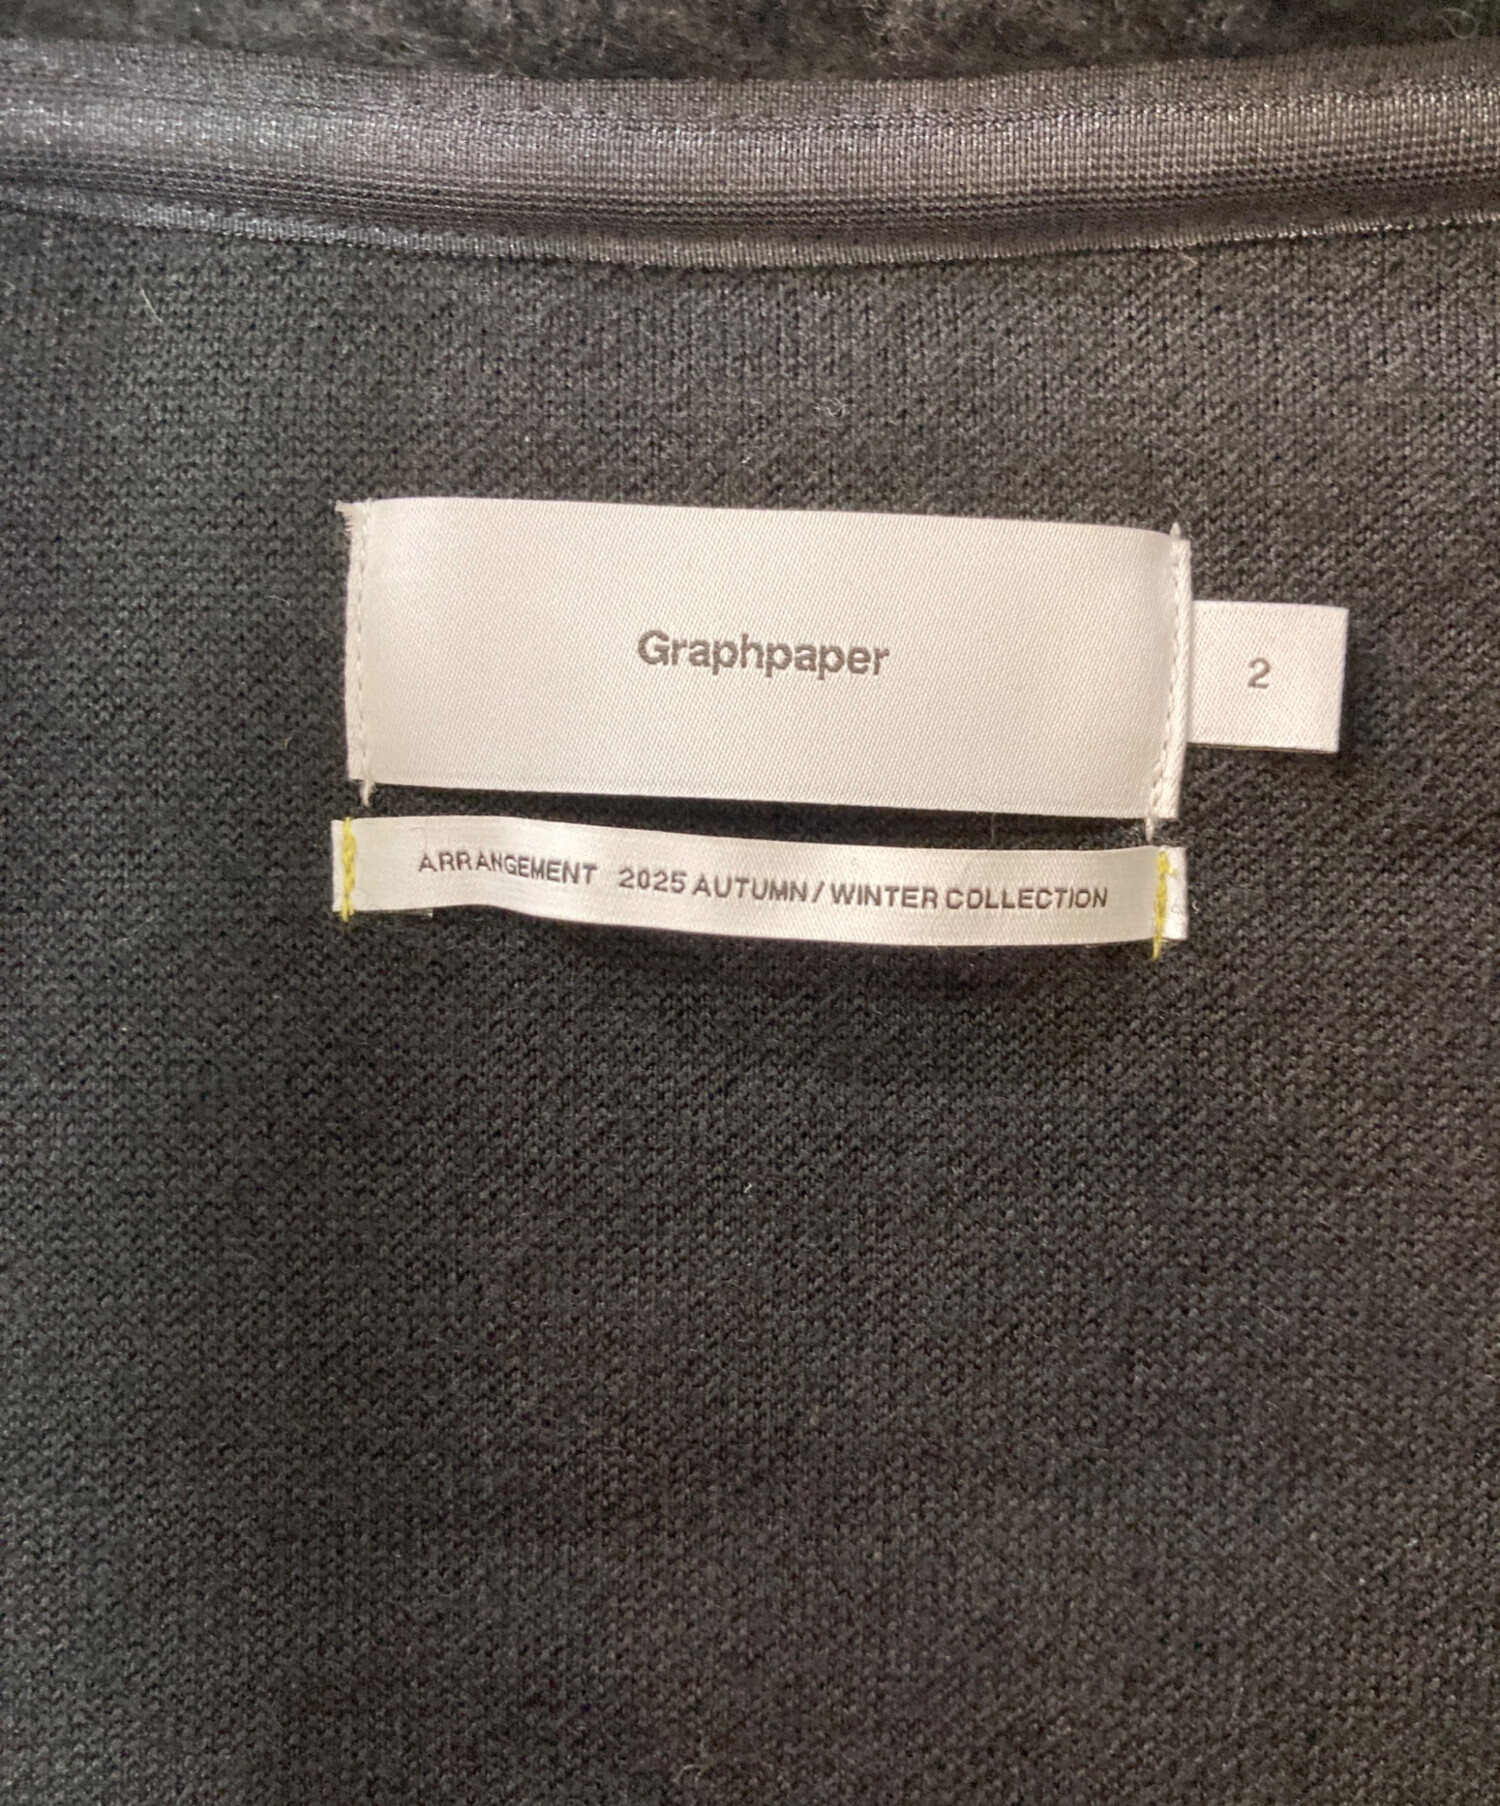 Graphpaper
2
ARRANGEMENT 2025 AUTUMN / WINTER COLLECTION